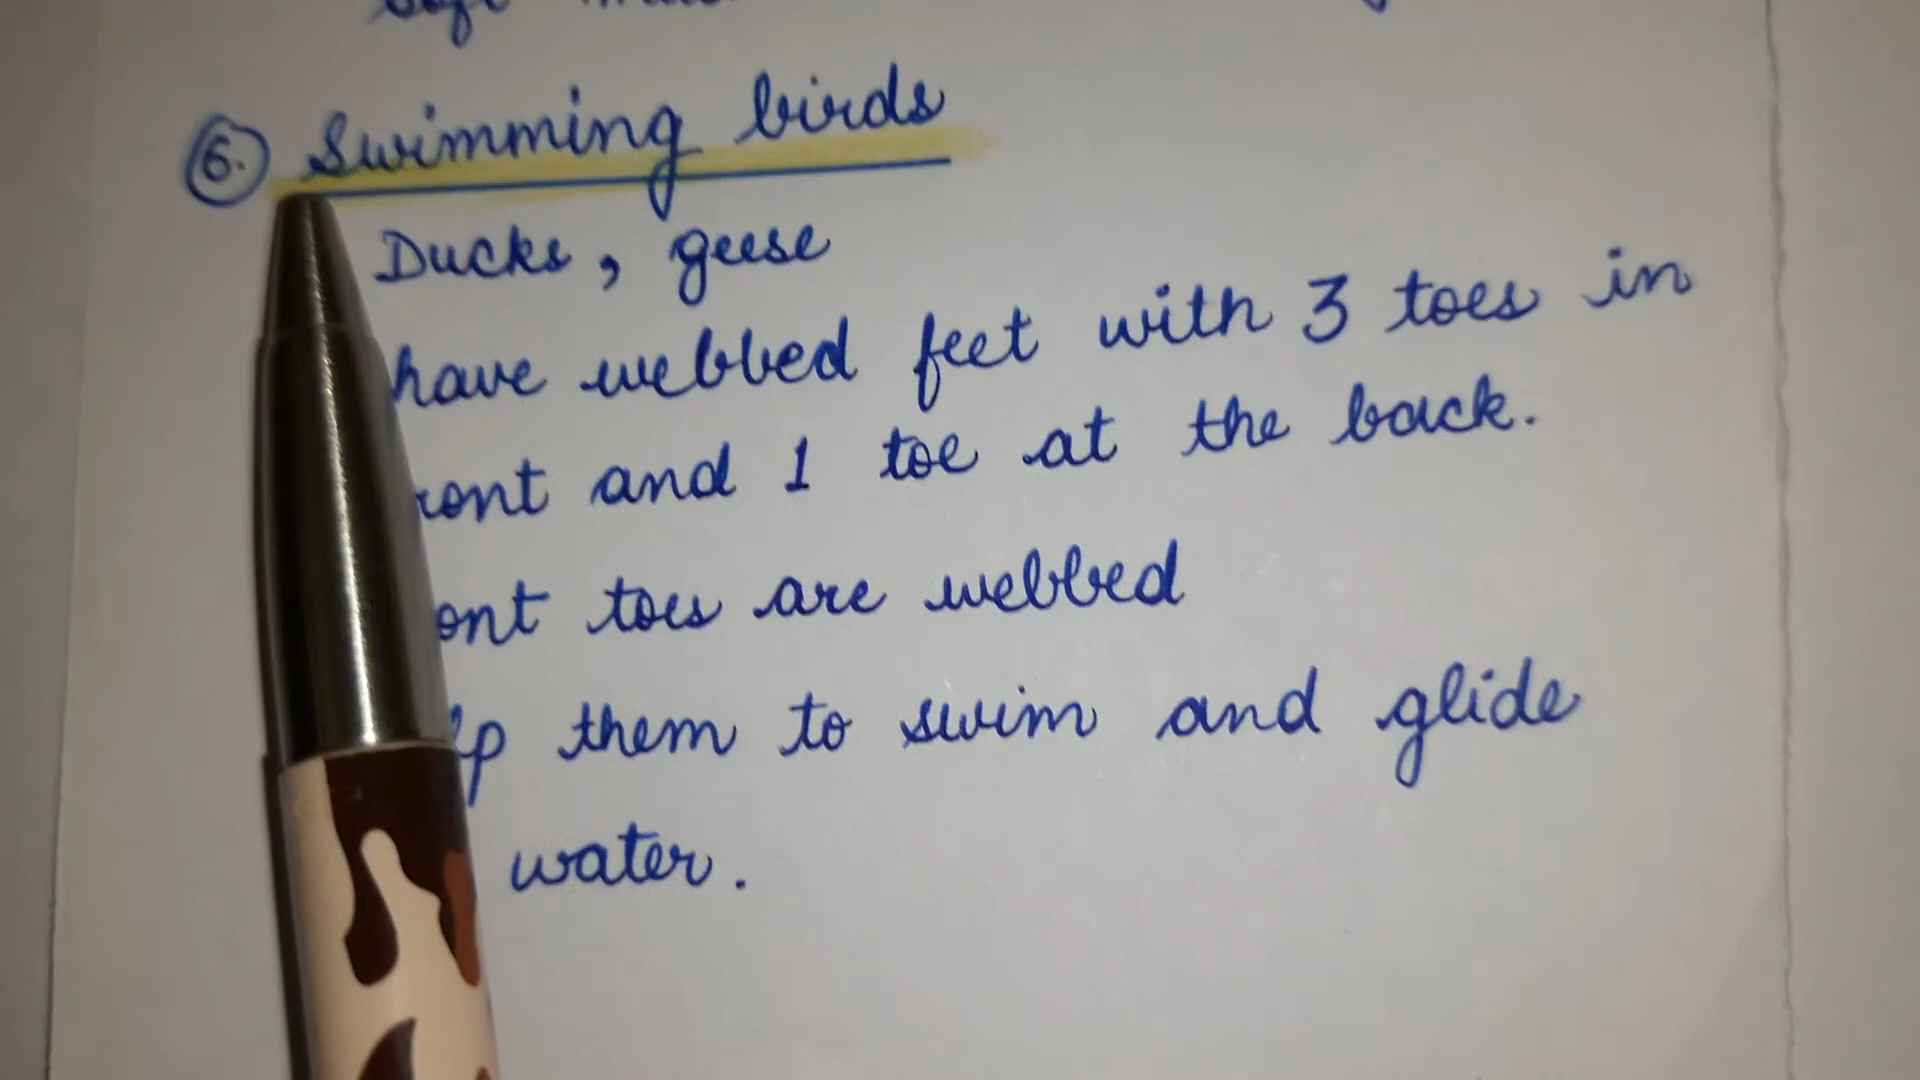 6. Swimming birds
Ducks, geese
have webbed feet with 3 toes in
ront and 1 toe at the back.
ont toes are webbed
lp them to swim and glide
water.